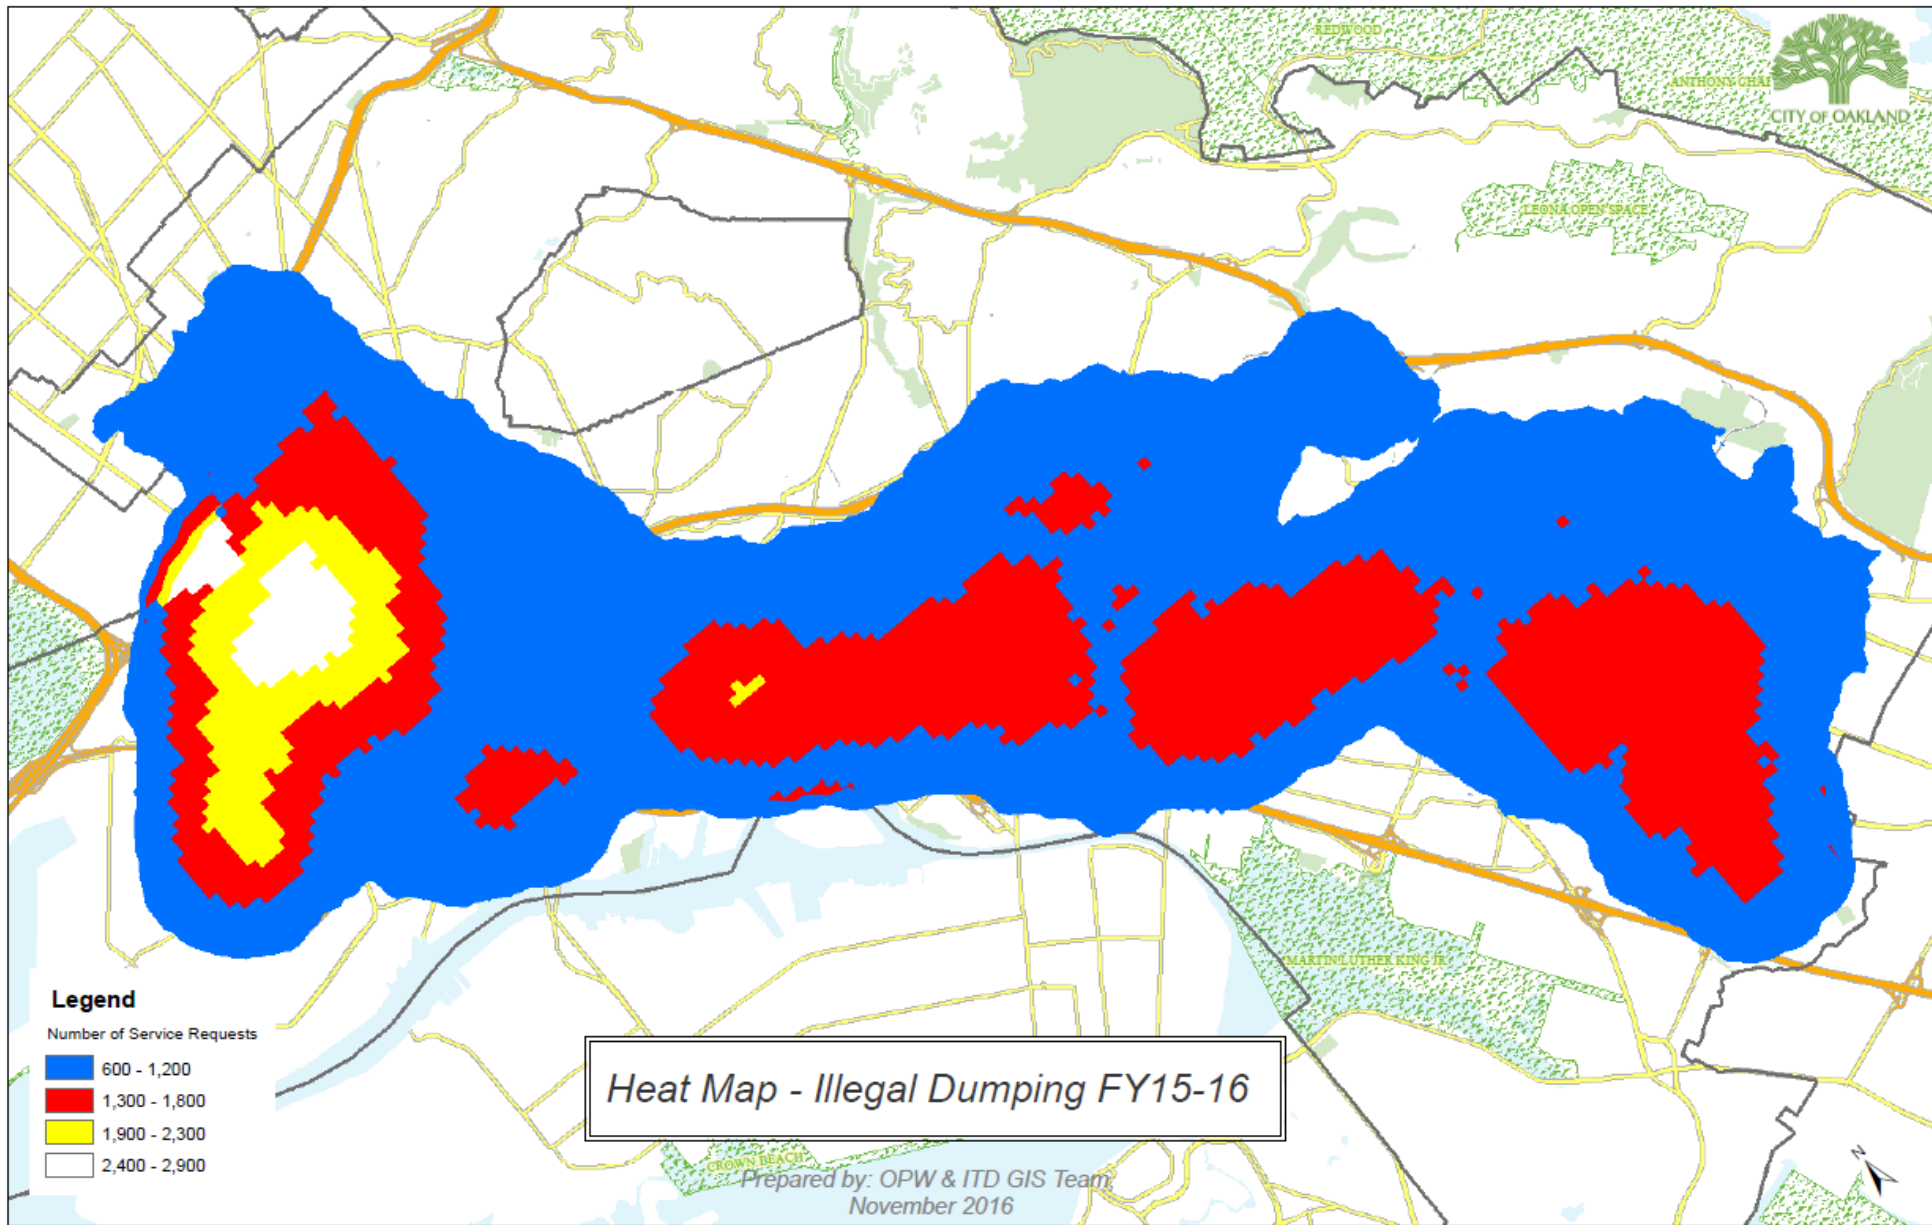 REDWOOD
ANTHONY CHA
CITY OF OAKLAND
LEONA OPEN SPACE
MARTIN LUTHER KING JR
Legend
Number of Service Requests
600 - 1,200
1,300 - 1,800
1,900 - 2,300
2,400 - 2,900
Heat Map - Illegal Dumping FY15-16
CROWN BEACH
Prepared by: OPW & ITD GIS Team
November 2016
N